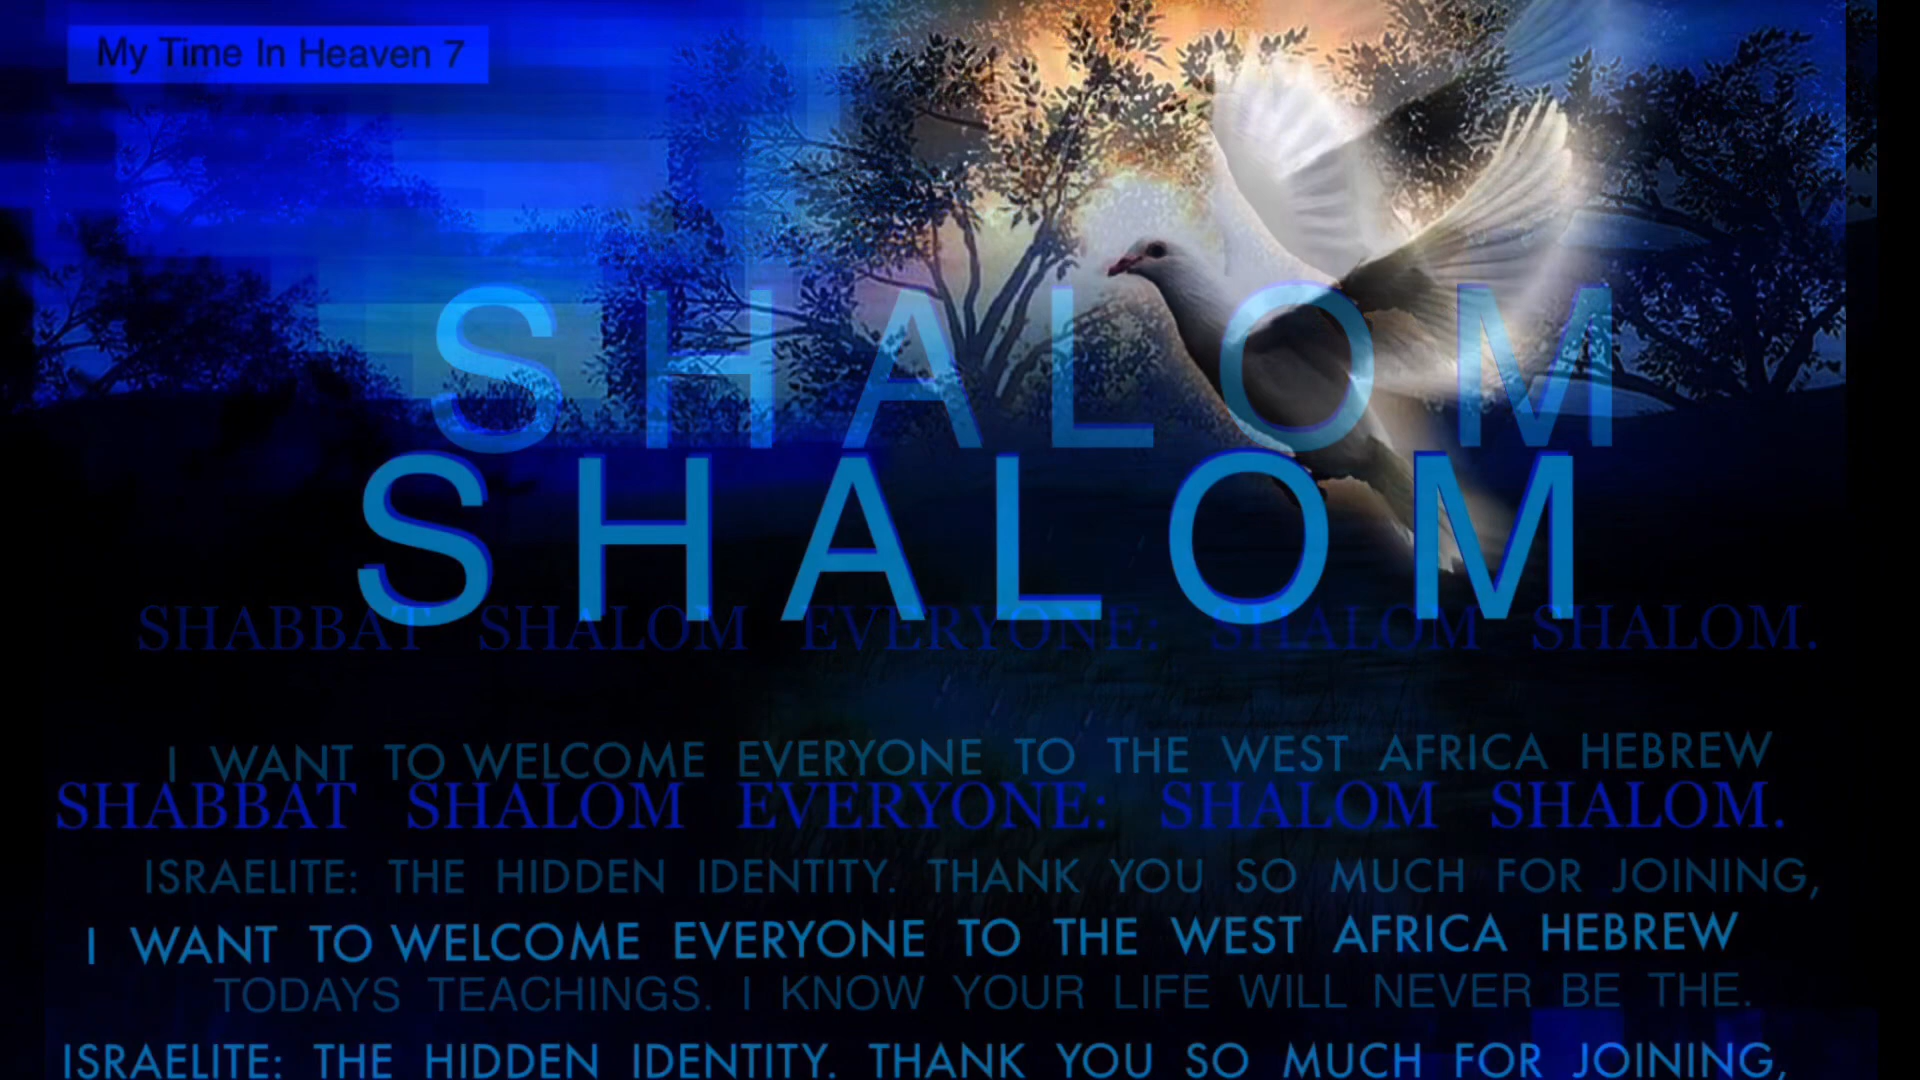 My Time In Heaven 7
SHALOM
SHALOM
SHABBAT SHALOM EVERYONE: SHALOM SHALOM.
I WANT TO WELCOME EVERYONE TO THE WEST AFRICA HEBREW
SHABBAT SHALOM EVERYONE: SHALOM SHALOM.
ISRAELITE: THE HIDDEN IDENTITY. THANK YOU SO MUCH FOR JOINING,
I WANT TO WELCOME EVERYONE TO THE WEST AFRICA HEBREW
TODAYS TEACHINGS. I KNOW YOUR LIFE WILL NEVER BE THE.
ISRAELITE: THE HIDDEN IDENTITY. THANK YOU SO MUCH FOR JOINING,